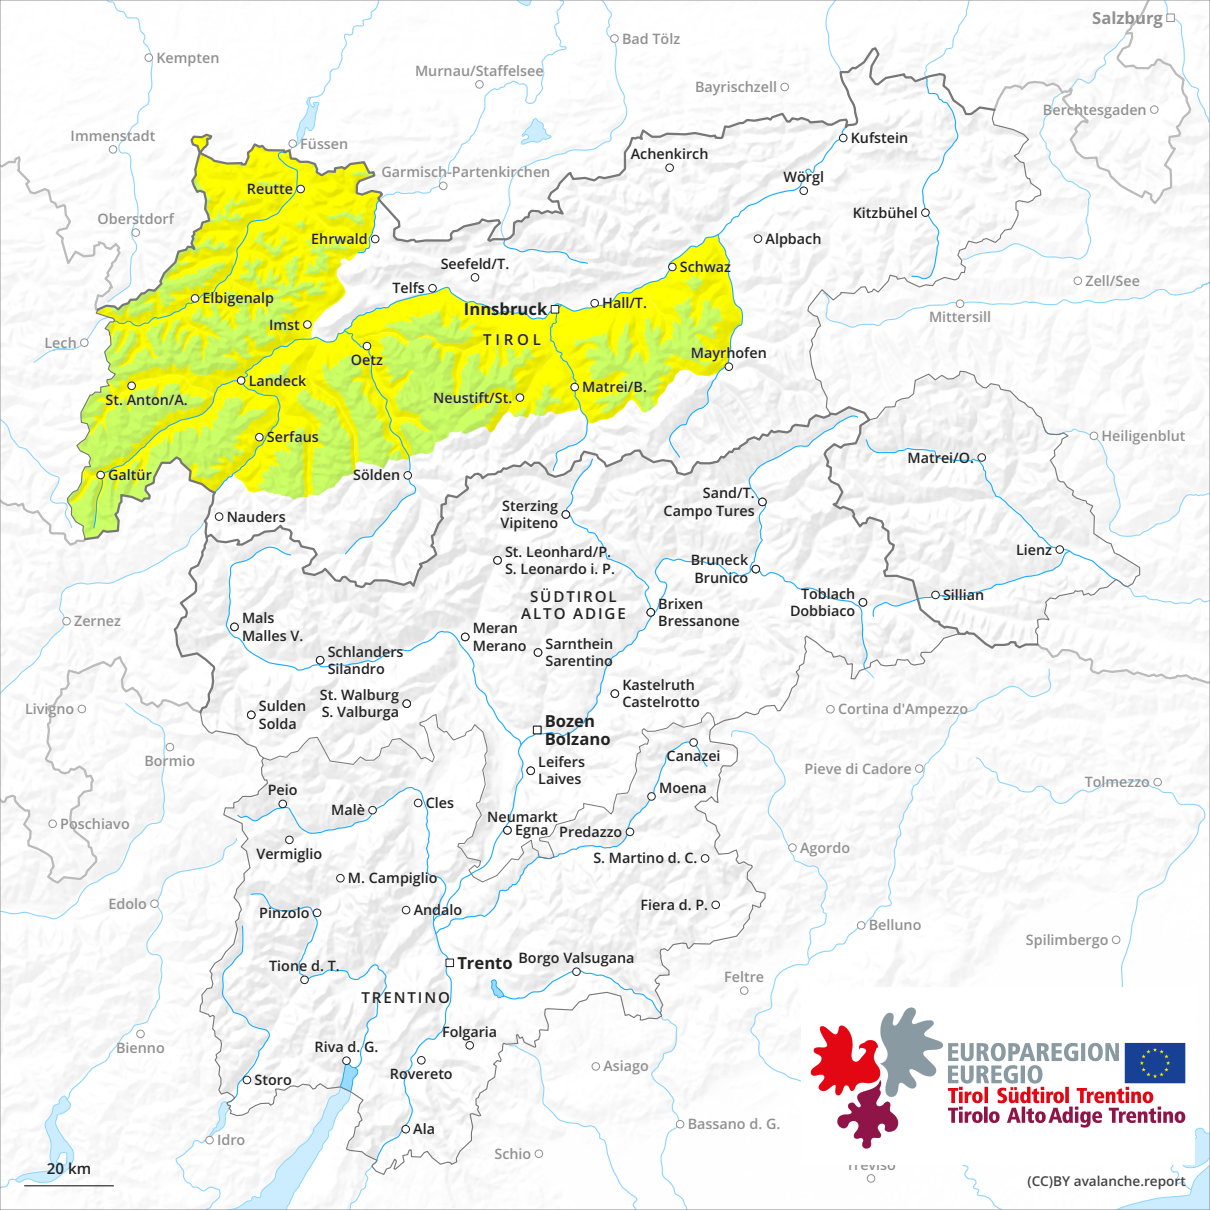 Salzburg
Bad Tölz
Kempten
Murnau/Staffelsee
Bayrischzell
Berchtesgaden
Immenstadt
Füssen
Kufstein
Achenkirch
Garmisch-Partenkirchen
Wörgl
Reutte
Oberstdorf
Kitzbühel
Ehrwald
Alpbach
Seefeld/T.
Schwaz
Zell/See
Telfs
Elbigenalp
Innsbruck
Hall/T.
Mittersill
Imst
TIROL
Lech
Mayrhofen
Oetz
Landeck
Matrei/B.
St. Anton/A.
Neustift/St.
Serfaus
Heiligenblut
Matrei/O.
Galtür
Sölden
Sand/T.
Campo Tures
Sterzing
Vipiteno
Nauders
St. Leonhard/P.
S. Leonardo i. P.
Lienz
Bruneck
Brunico
SÜDTIROL
ALTO ADIGE
Toblach
Dobbiaco
Sillian
Brixen
Bressanone
Zernez
Mals
Malles V.
Meran
Merano
Sarnthein
Sarentino
Schlanders
Silandro
Kastelruth
Castelrotto
St. Walburg
S. Valburga
Livigno
Sulden
Solda
Cortina d'Ampezzo
Bozen
Bolzano
Bormio
Canazei
Leifers
Laives
Pieve di Cadore
Tolmezzo
Peio
Moena
Malè
Cles
Neumarkt
Egna
Predazzo
Poschiavo
Vermiglio
Agordo
S. Martino d. C.
M. Campiglio
Edolo
Pinzolo
Andalo
Fiera d. P.
Belluno
Spilimbergo
Trento
Borgo Valsugana
Tione d. T.
Feltre
TRENTINO
Folgaria
Bienno
Riva d. G.
Rovereto
Asiago
Storo
EUROPAREGION
EUREGIO
Tirol Südtirol Trentino
Tirolo Alto Adige Trentino
Bassano d. G.
Ala
Idro
Schio
Treviso
20 km
(CC)BY avalanche.report